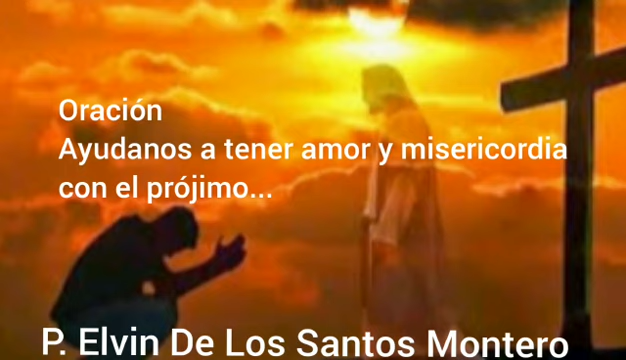 Oración
Ayudanos a tener amor y misericordia
con el prójimo...
P. Elvin De Los Santos Montero